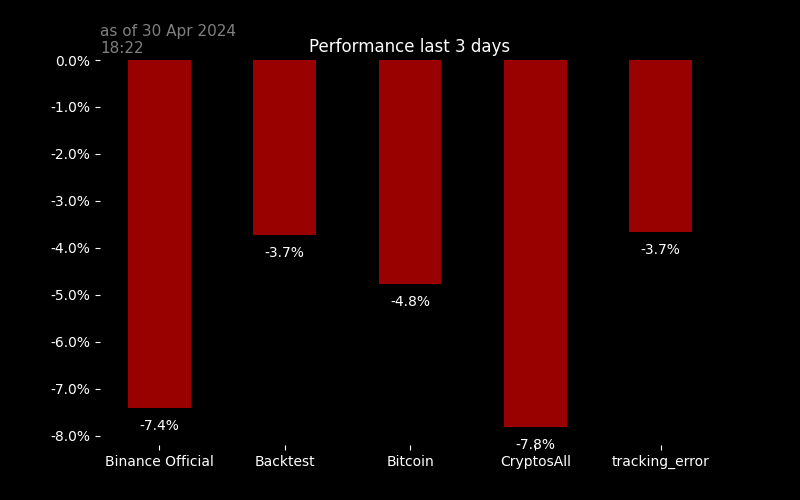 as of 30 Apr 2024
18:22
Performance last 3 days
0.0%
-1.0%
-2.0%
-3.0%
-4.0%
-5.0%
-6.0%
-7.0%
-8.0%
-7.4%
-3.7%
-4.8%
-7.8%
-3.7%
Binance Official
Backtest
Bitcoin
CryptosAll
tracking_error